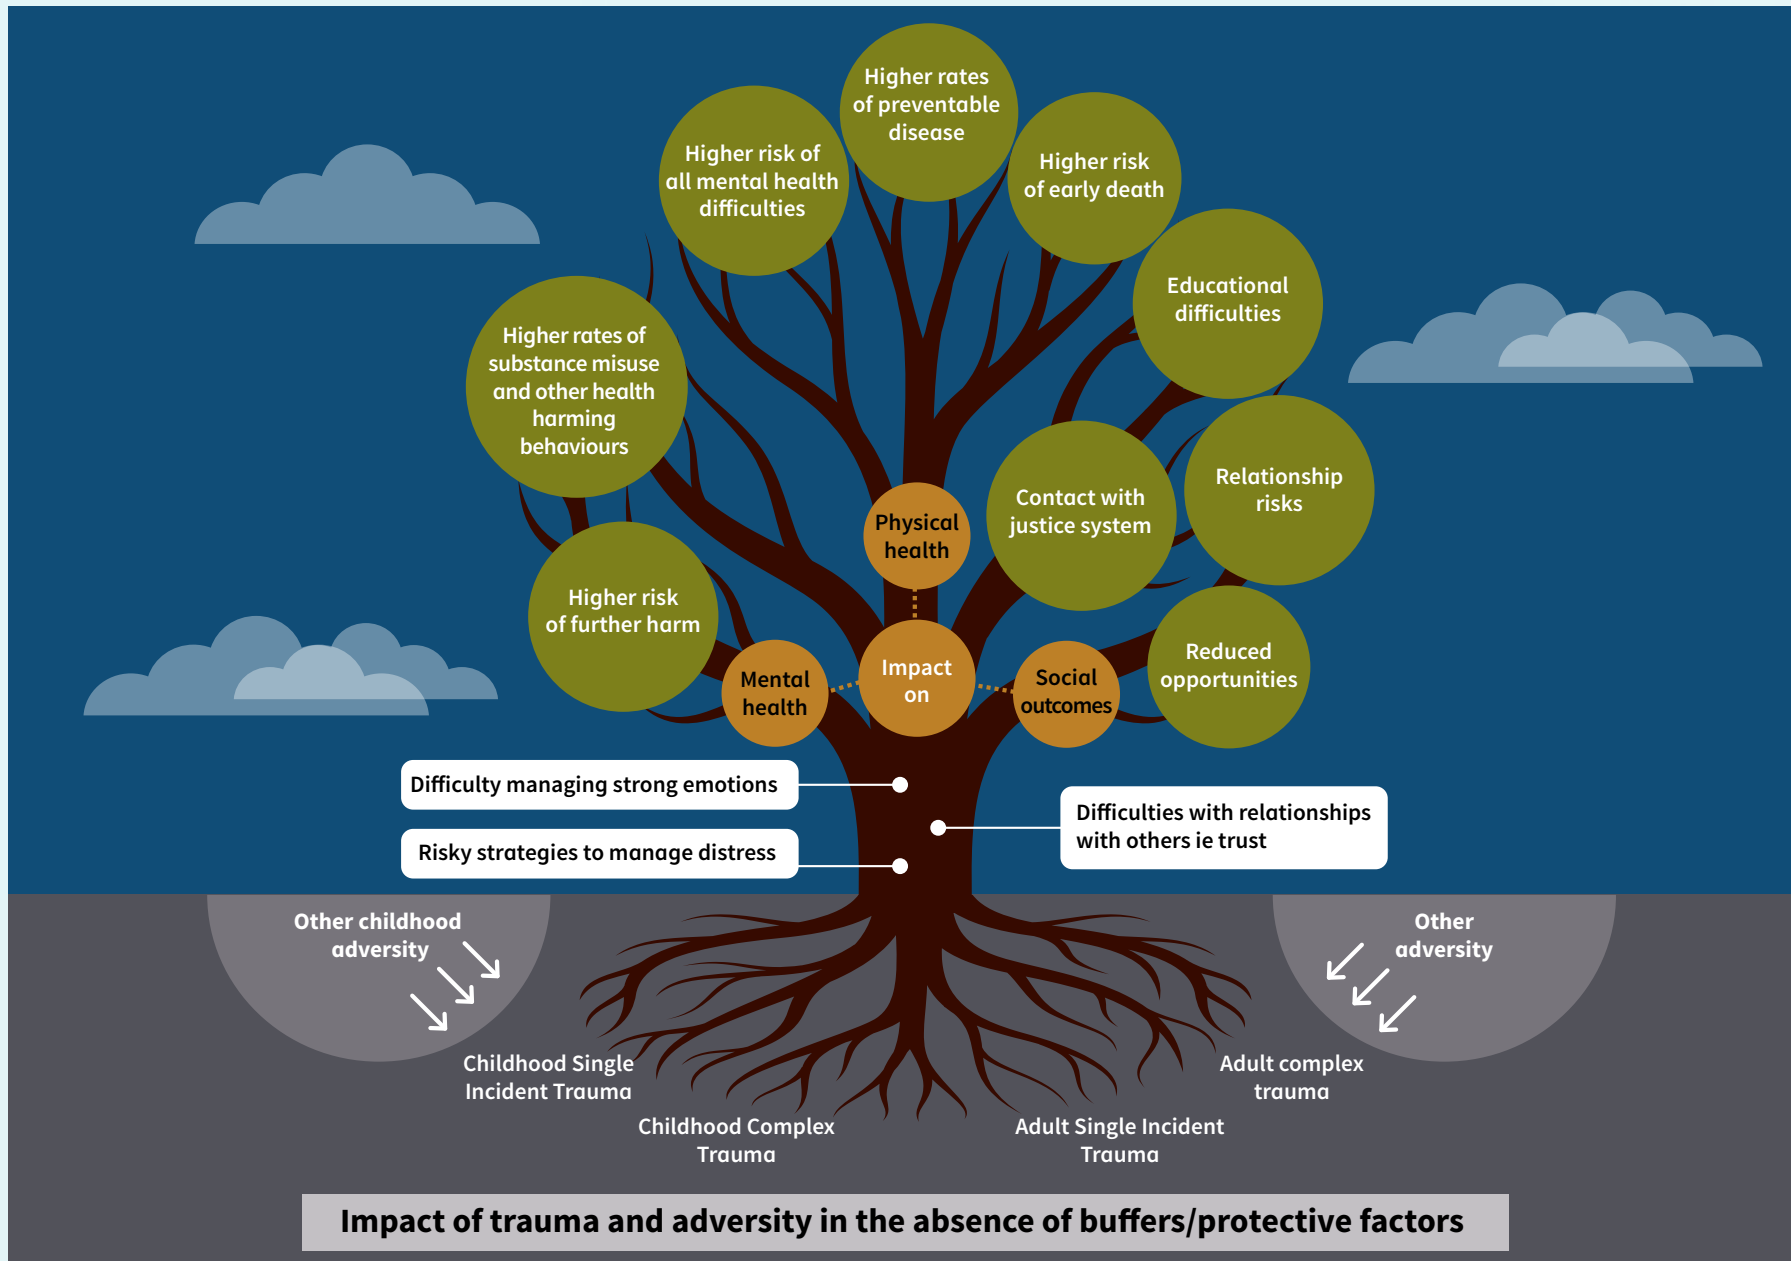 Higher rates
of preventable
disease
Higher risk of
all mental health
difficulties
Higher risk
of early death
Educational
difficulties
Higher rates of
substance misuse
and other health
harming
behaviours
Relationship
risks
Contact with
justice system
Physical
health
Higher risk
of further harm
Reduced
opportunities
Impact
on
Mental
health
Social
outcomes
Difficulty managing strong emotions
Risky strategies to manage distress
Difficulties with relationships
with others ie trust
Other childhood
adversity
Other
adversity
Childhood Single
Incident Trauma
Childhood Complex
Trauma
Adult Single Incident
Trauma
Adult complex
trauma
Impact of trauma and adversity in the absence of buffers/protective factors